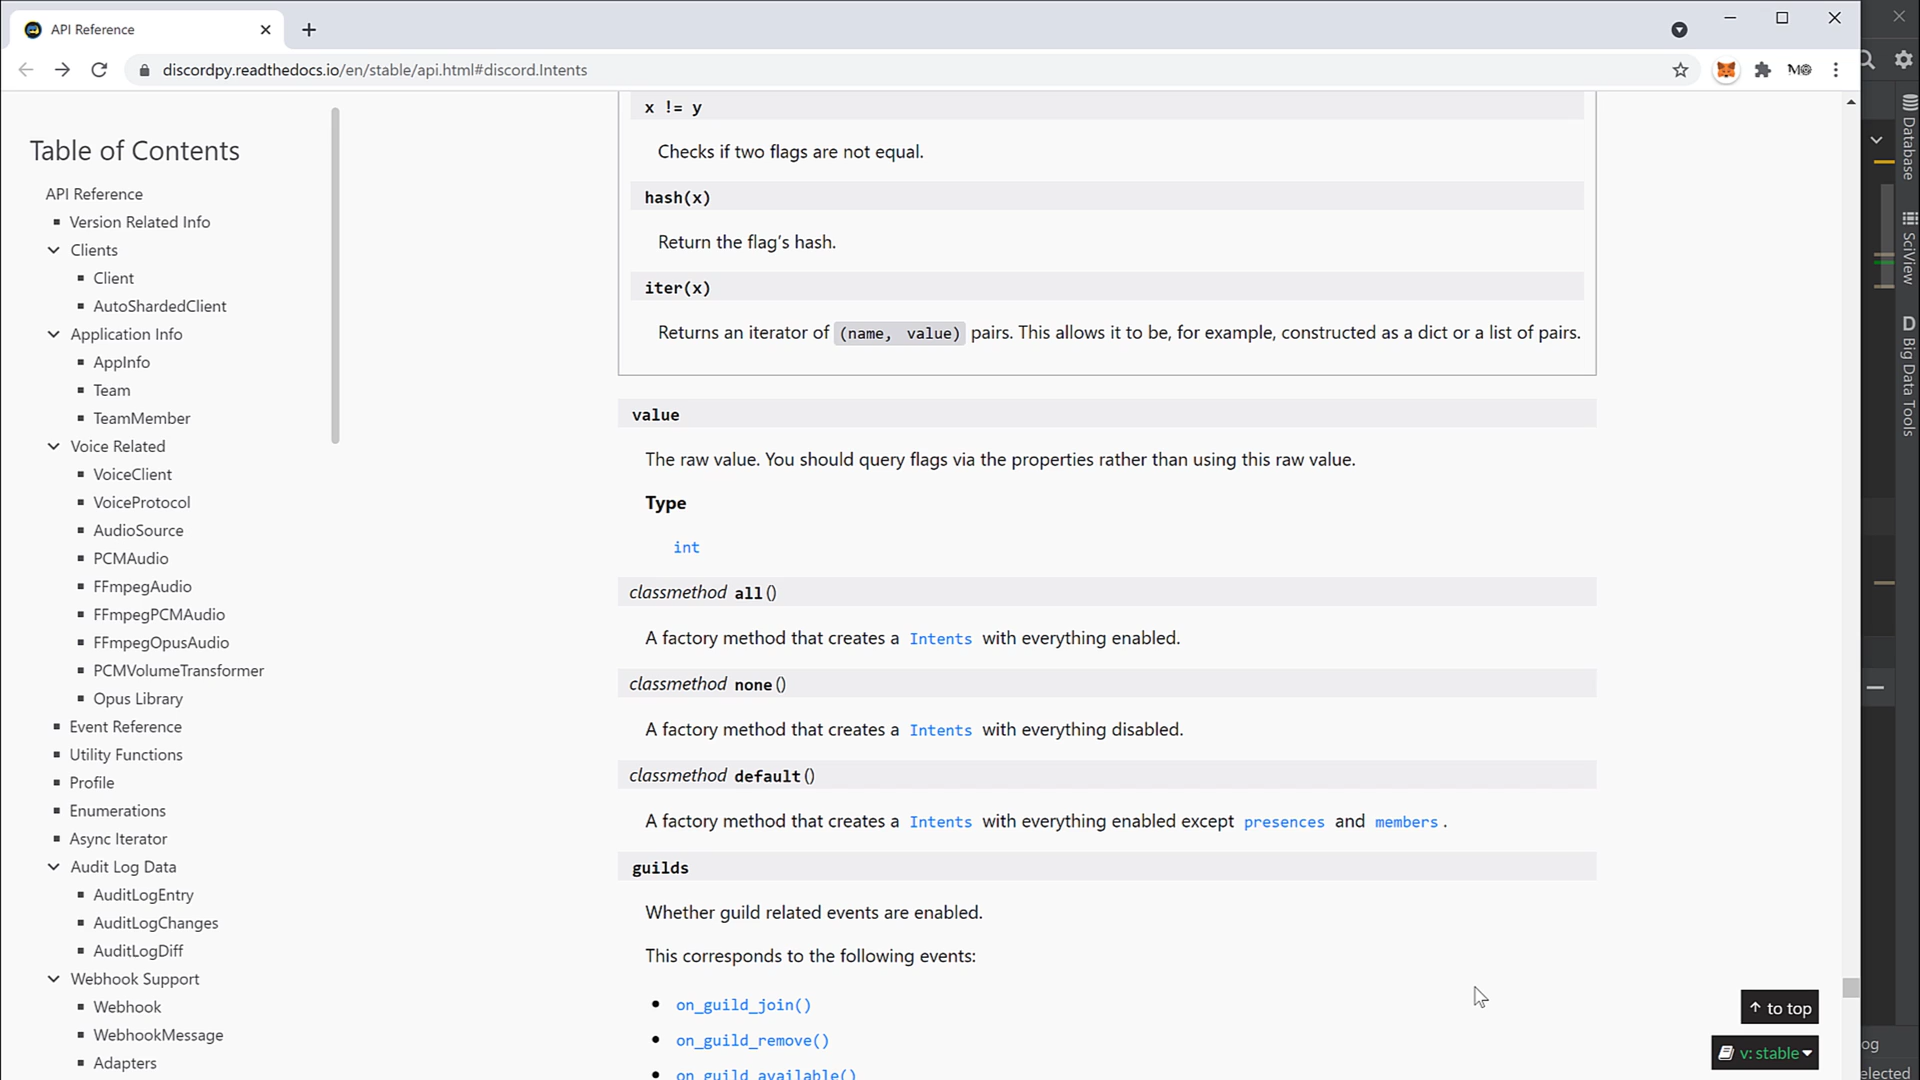 API Reference
discordpy.readthedocs.io/en/stable/api.html#discord.Intents
Table of Contents
API Reference
Version Related Info
Clients
Client
AutoShardedClient
Application Info
AppInfo
Team
TeamMember
Voice Related
VoiceClient
VoiceProtocol
AudioSource
PCMAudio
FFmpegAudio
FFmpegPCMAudio
FFmpegOpusAudio
PCMVolumeTransformer
Opus Library
Event Reference
Utility Functions
Profile
Enumerations
Async Iterator
Audit Log Data
AuditLogEntry
AuditLogChanges
AuditLogDiff
Webhook Support
Webhook
WebhookMessage
Adapters
x != y
Checks if two flags are not equal.
hash(x)
Return the flag’s hash.
iter(x)
Returns an iterator of (name, value) pairs. This allows it to be, for example, constructed as a dict or a list of pairs.
value
The raw value. You should query flags via the properties rather than using this raw value.
Type
int
classmethod all()
A factory method that creates a Intents with everything enabled.
classmethod none()
A factory method that creates a Intents with everything disabled.
classmethod default()
A factory method that creates a Intents with everything enabled except presences and members.
guilds
Whether guild related events are enabled.
This corresponds to the following events:
on_guild_join()
on_guild_remove()
on_guild_available()
↑ to top
v: stable
Database
SciView
D Big Data Tools
og
elected